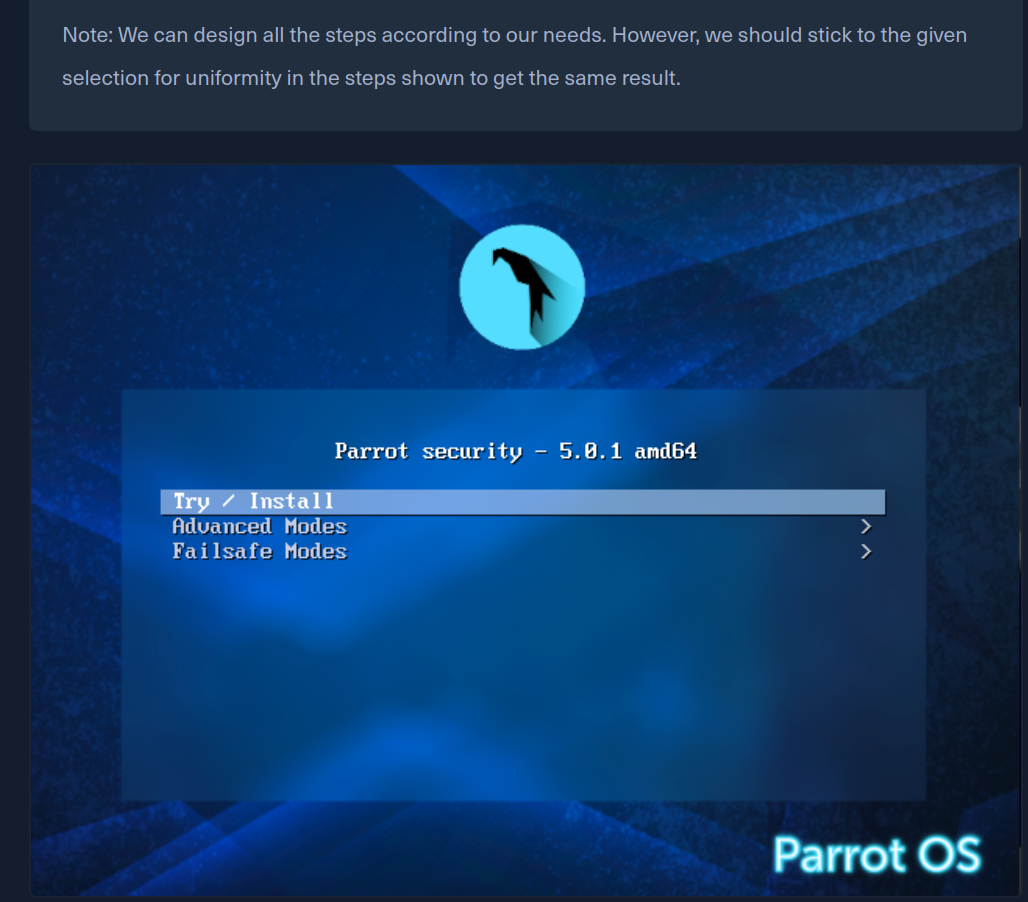 Note: We can design all the steps according to our needs. However, we should stick to the given
selection for uniformity in the steps shown to get the same result.
Parrot security - 5.0.1 amd64
Try / Install
Advanced Modes >
Failsafe Modes >
Parrot OS